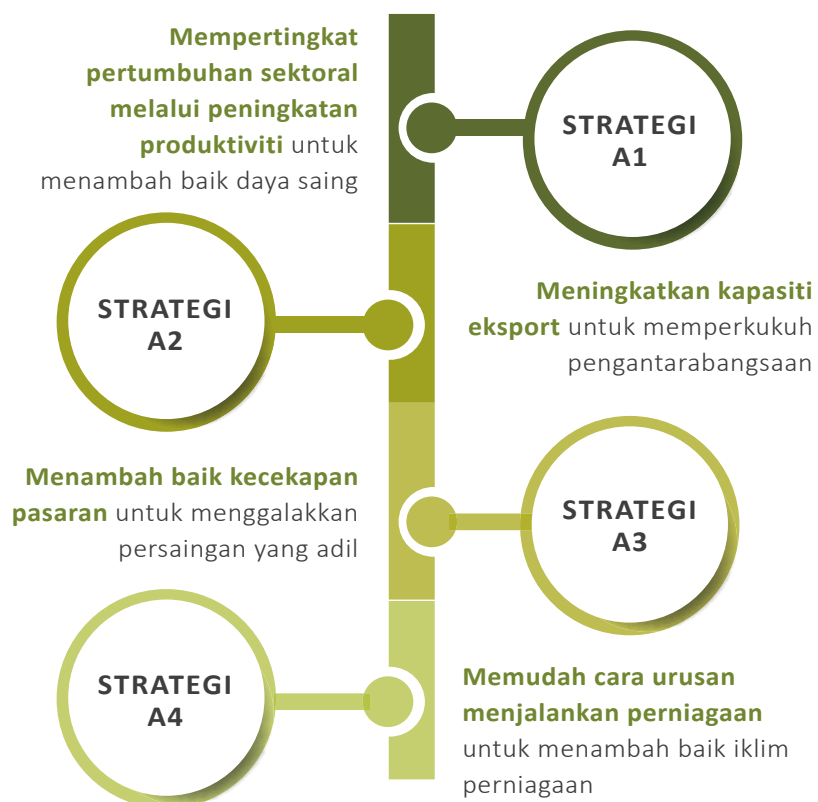 Mempertingkat
pertumbuhan sektoral
melalui peningkatan
produktiviti untuk
menambah baik daya saing
STRATEGI
A1
STRATEGI
A2
Meningkatkan kapasiti
eksport untuk memperkukuh
pengantarabangsaan
Menambah baik kecekapan
pasaran untuk menggalakkan
persaingan yang adil
STRATEGI
A3
STRATEGI
A4
Memudah cara urusan
menjalankan perniagaan
untuk menambah baik iklim
perniagaan